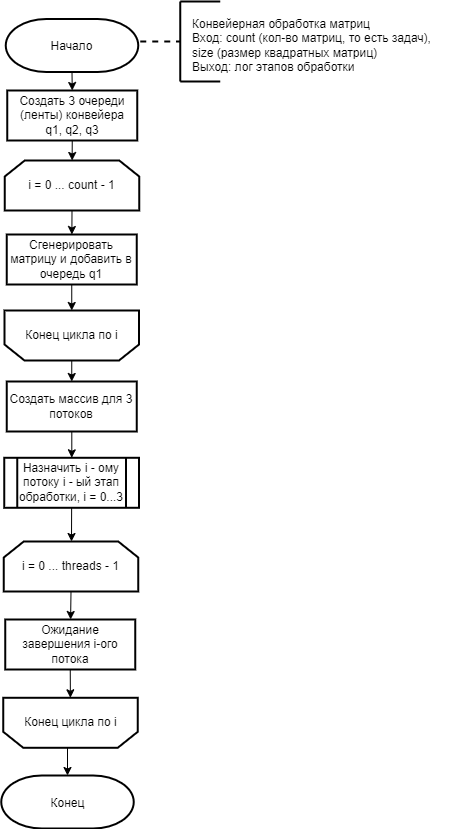 Начало
Конвейерная обработка матриц
Вход: count (кол-во матриц, то есть задач),
size (размер квадратных матриц)
Выход: лог этапов обработки
Создать 3 очереди
(ленты) конвейера
q1, q2, q3
i = 0 ... count - 1
Сгенерировать
матрицу и добавить в
очередь q1
Конец цикла по i
Создать массив для 3
потоков
Назначить i - ому
потоку i - ый этап
обработки, i = 0...3
i = 0 ... threads - 1
Ожидание
завершения i-ого
потока
Конец цикла по i
Конец